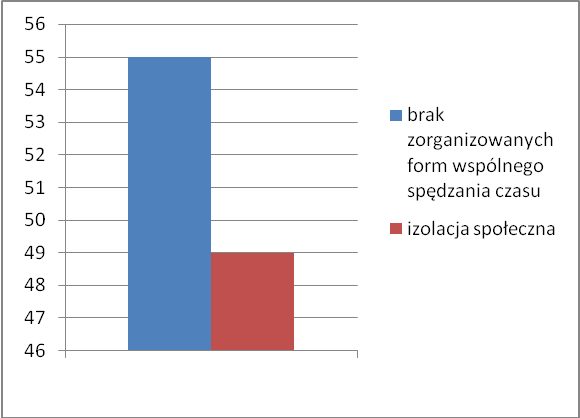 56
55
54
53
52
51
50
49
48
47
46
brak
zorganizowanych
form wspólnego
spędzania czasu
izolacja społeczna